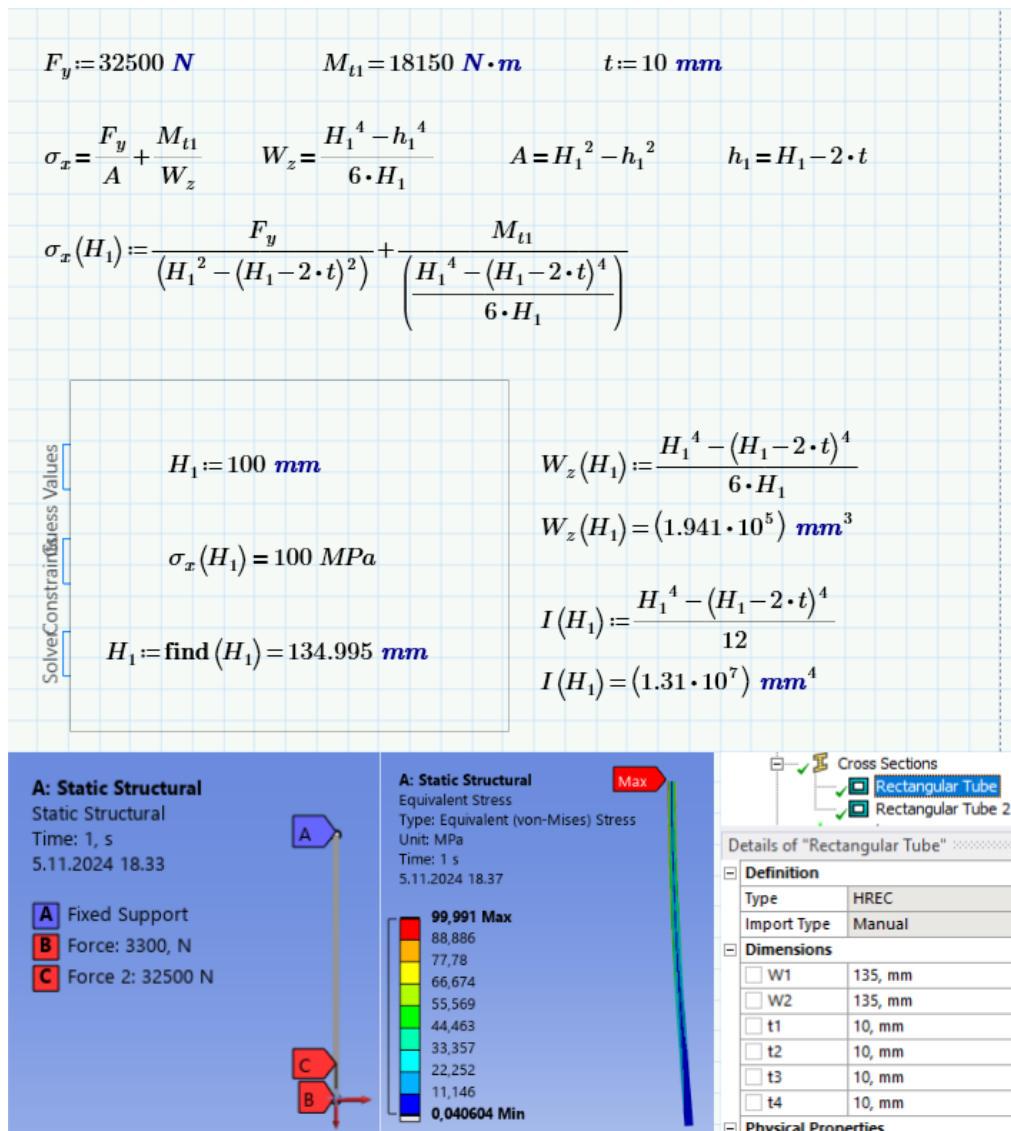 F_y := 32500 N M_t1 = 18150 N·m t := 10 mm
σ_x = F_y/A + M_t1/W_z W_z = (H_1^4 − h_1^4)/(6·H_1) A = H_1^2 − h_1^2 h_1 = H_1 − 2·t
σ_x(H_1) := F_y/(H_1^2 − (H_1 − 2·t)^2) + M_t1/((H_1^4 − (H_1 − 2·t)^4)/(6·H_1))
Guess Values
H_1 := 100 mm
Constraints
σ_x(H_1) = 100 MPa
Solver
H_1 := find(H_1) = 134.995 mm
W_z(H_1) := (H_1^4 − (H_1 − 2·t)^4)/(6·H_1)
W_z(H_1) = (1.941·10^5) mm^3
I(H_1) := (H_1^4 − (H_1 − 2·t)^4)/12
I(H_1) = (1.31·10^7) mm^4
A: Static Structural
Static Structural
Time: 1, s
5.11.2024 18.33
A Fixed Support
B Force: 3300, N
C Force 2: 32500 N
A
C
B
A: Static Structural
Equivalent Stress
Type: Equivalent (von-Mises) Stress
Unit: MPa
Time: 1 s
5.11.2024 18.37
Max
99,991 Max
88,886
77,78
66,674
55,569
44,463
33,357
22,252
11,146
0,040604 Min
Cross Sections
Rectangular Tube
Rectangular Tube 2
Details of "Rectangular Tube"
Definition
Type HREC
Import Type Manual
Dimensions
W1 135, mm
W2 135, mm
t1 10, mm
t2 10, mm
t3 10, mm
t4 10, mm
Physical Properties